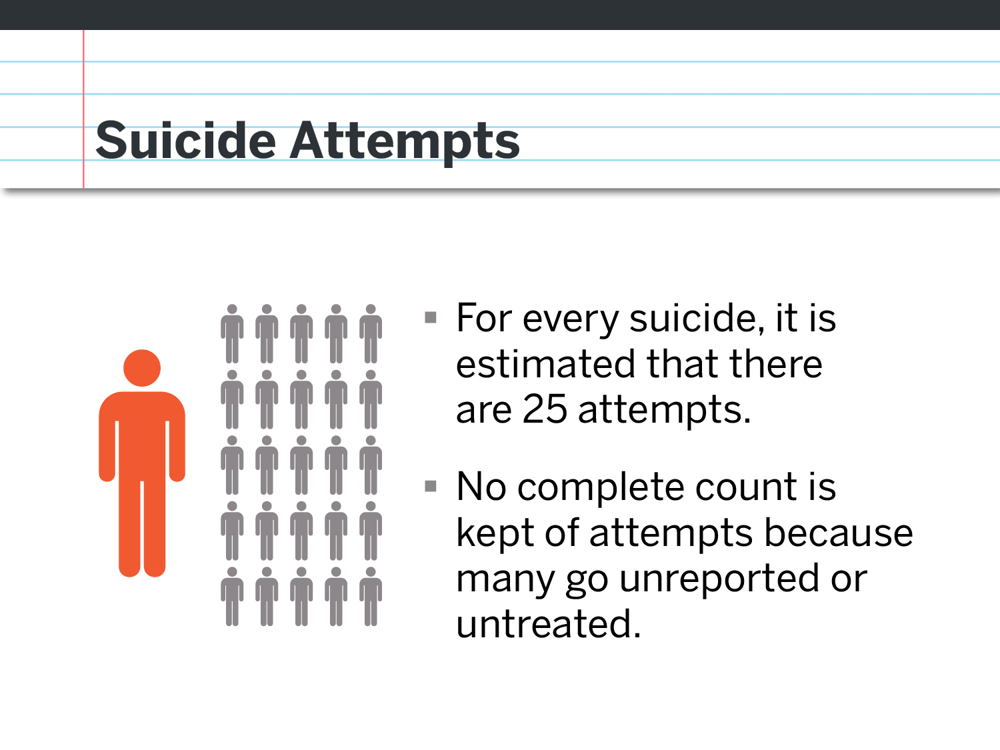 Suicide Attempts
▪ For every suicide, it is
estimated that there
are 25 attempts.
▪ No complete count is
kept of attempts because
many go unreported or
untreated.